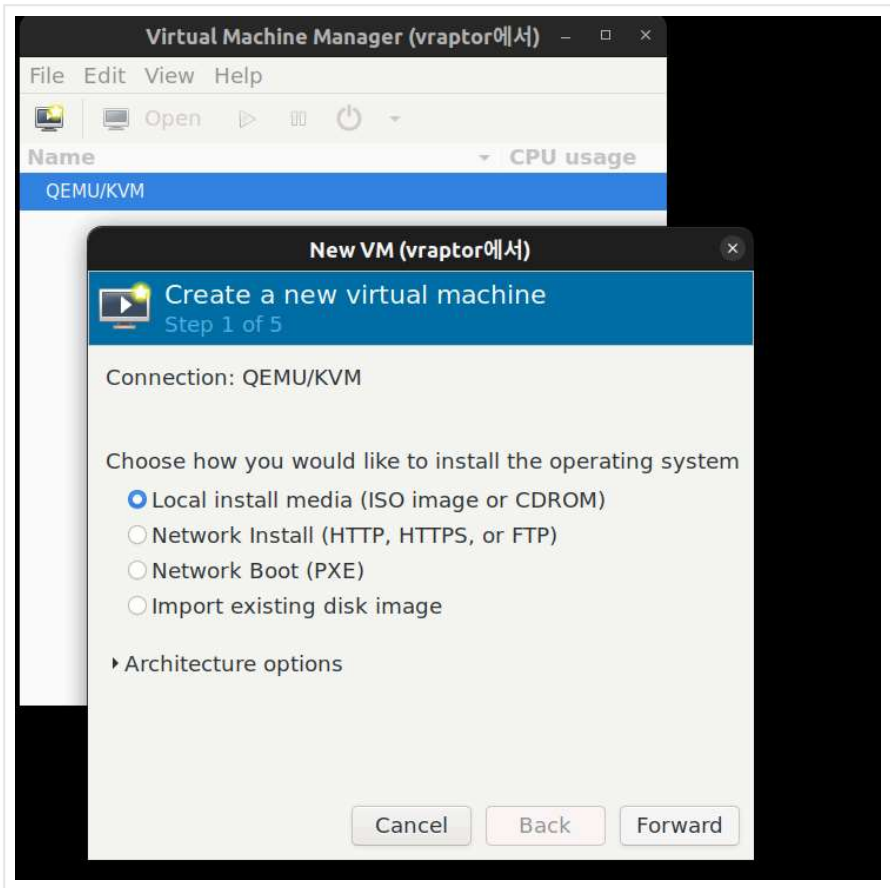 Virtual Machine Manager (vraptor에서)
File Edit View Help
Open
Name CPU usage
QEMU/KVM
New VM (vraptor에서)
Create a new virtual machine
Step 1 of 5
Connection: QEMU/KVM
Choose how you would like to install the operating system
Local install media (ISO image or CDROM)
Network Install (HTTP, HTTPS, or FTP)
Network Boot (PXE)
Import existing disk image
Architecture options
Cancel Back Forward